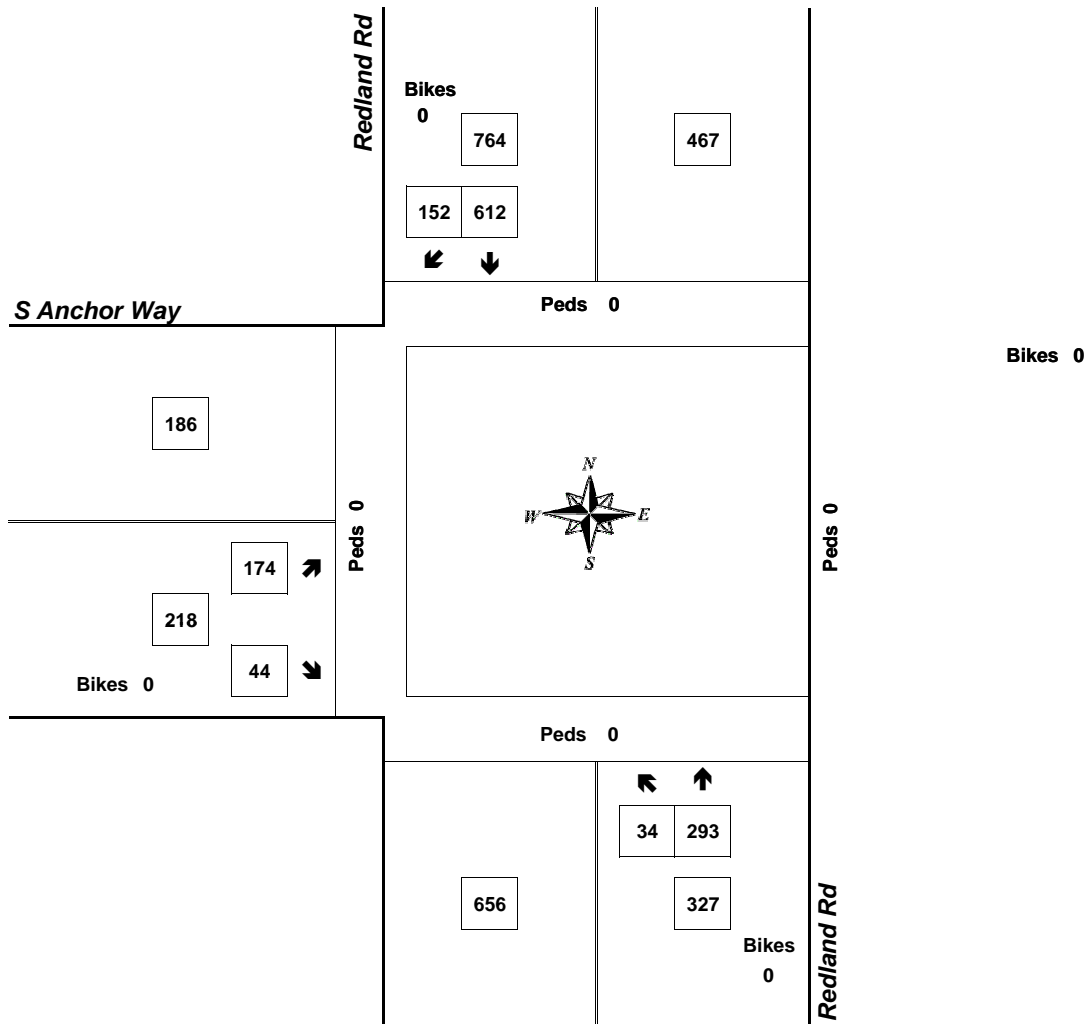 Redland Rd
Bikes
0
764
467
152 612
Peds 0
S Anchor Way
Bikes 0
186
N
W E
S
Peds 0
Peds 0
174
218
44
Bikes 0
Peds 0
34 293
656
327
Bikes
0
Redland Rd